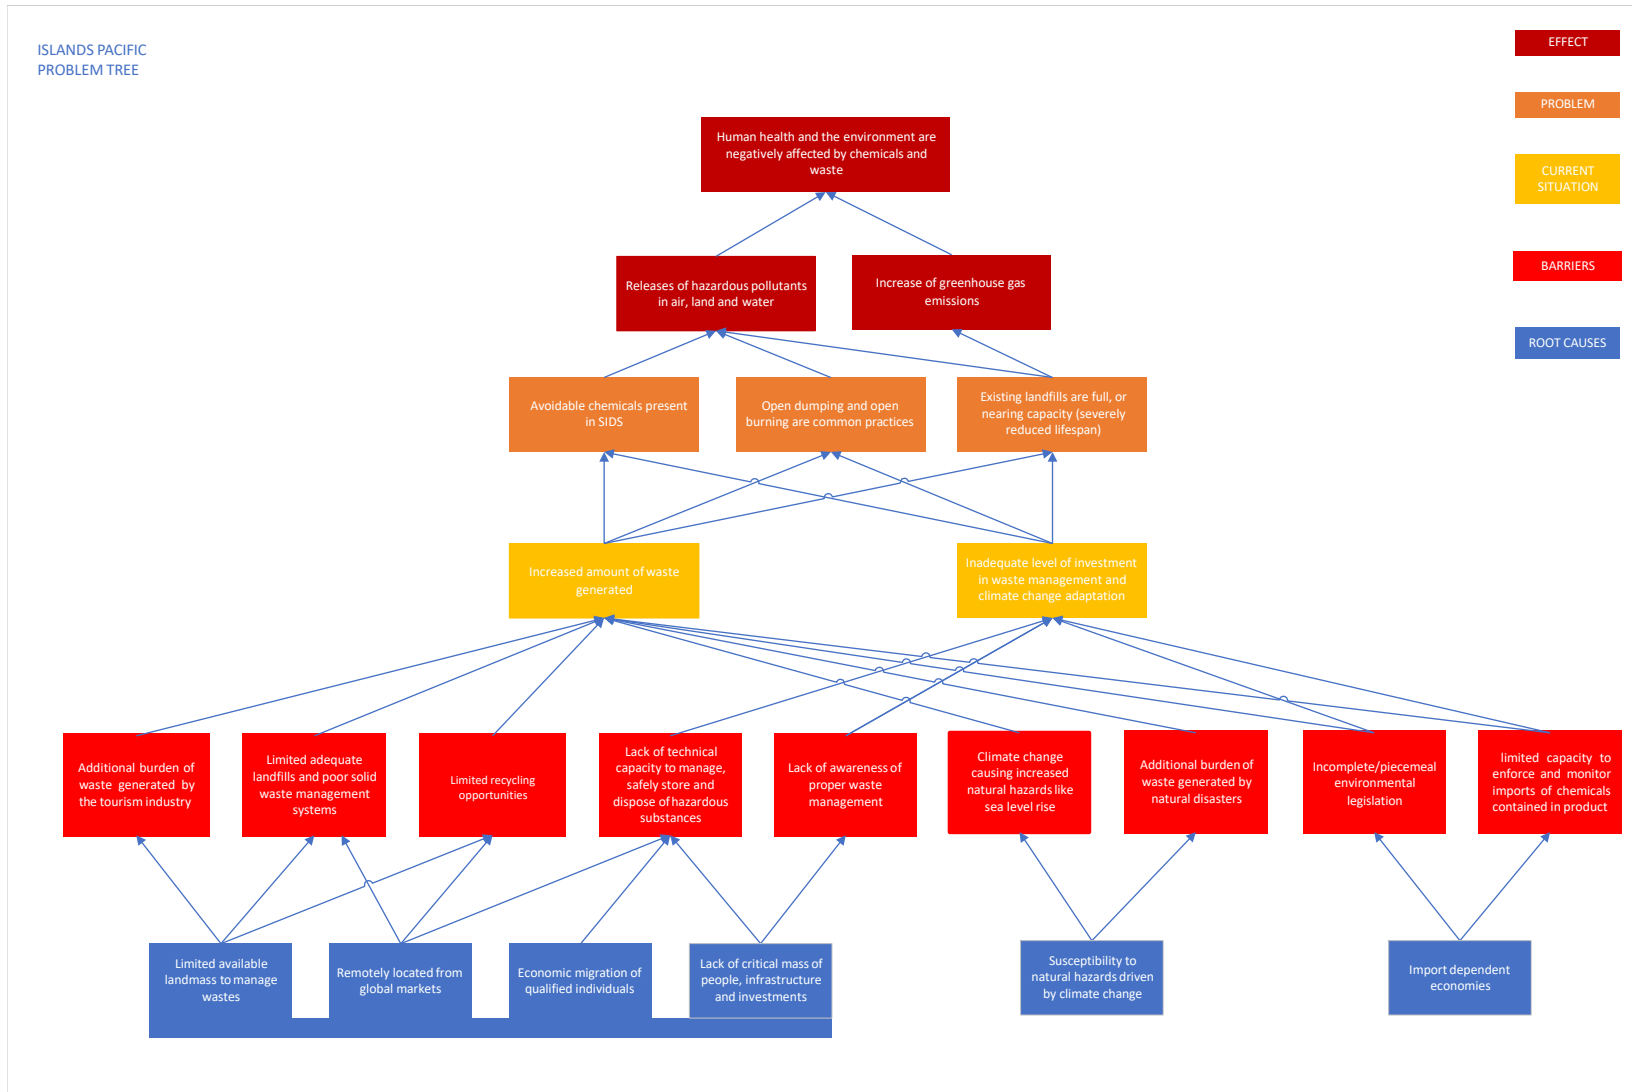 ISLANDS PACIFIC
PROBLEM TREE
EFFECT
PROBLEM
CURRENT
SITUATION
BARRIERS
ROOT CAUSES
Human health and the environment are
negatively affected by chemicals and
waste
Releases of hazardous pollutants
in air, land and water
Increase of greenhouse gas
emissions
Avoidable chemicals present
in SIDS
Open dumping and open
burning are common practices
Existing landfills are full, or
nearing capacity (severely
reduced lifespan)
Increased amount of waste
generated
Inadequate level of investment
in waste management and
climate change adaptation
Additional burden of
waste generated by
the tourism industry
Limited adequate
landfills and poor solid
waste management
systems
Limited recycling
opportunities
Lack of technical
capacity to manage,
safely store and
dispose of hazardous
substances
Lack of awareness of
proper waste
management
Climate change
causing increased
natural hazards like
sea level rise
Additional burden of
waste generated by
natural disasters
Incomplete/piecemeal
environmental
legislation
limited capacity to
enforce and monitor
imports of chemicals
contained in product
Limited available
landmass to manage
wastes
Remotely located from
global markets
Economic migration of
qualified individuals
Lack of critical mass of
people, infrastructure
and investments
Susceptibility to
natural hazards driven
by climate change
Import dependent
economies